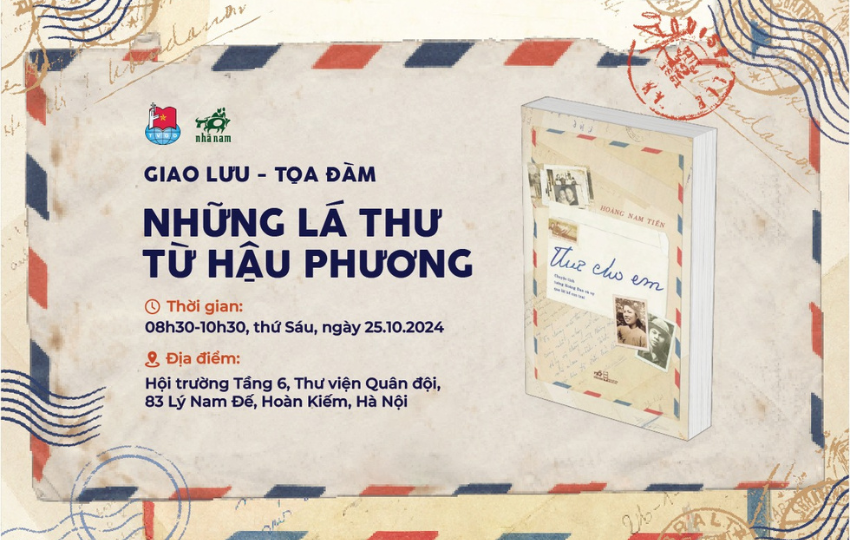 nhã nam
GIAO LƯU - TỌA ĐÀM
NHỮNG LÁ THƯ
TỪ HẬU PHƯƠNG
Thời gian:
08h30-10h30, thứ Sáu, ngày 25.10.2024
Địa điểm:
Hội trường Tầng 6, Thư viện Quân đội,
83 Lý Nam Đế, Hoàn Kiếm, Hà Nội
HOÀNG NAM TIẾN
Thư cho em